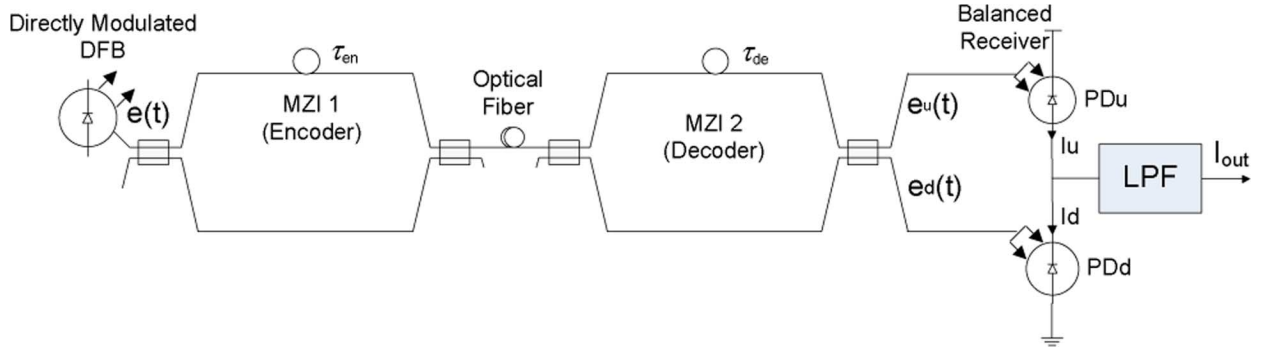 Directly Modulated
DFB
e(t)
τen
MZI 1
(Encoder)
Optical
Fiber
τde
MZI 2
(Decoder)
Balanced
Receiver
eu(t)
ed(t)
PDu
Iu
LPF
Iout
Id
PDd